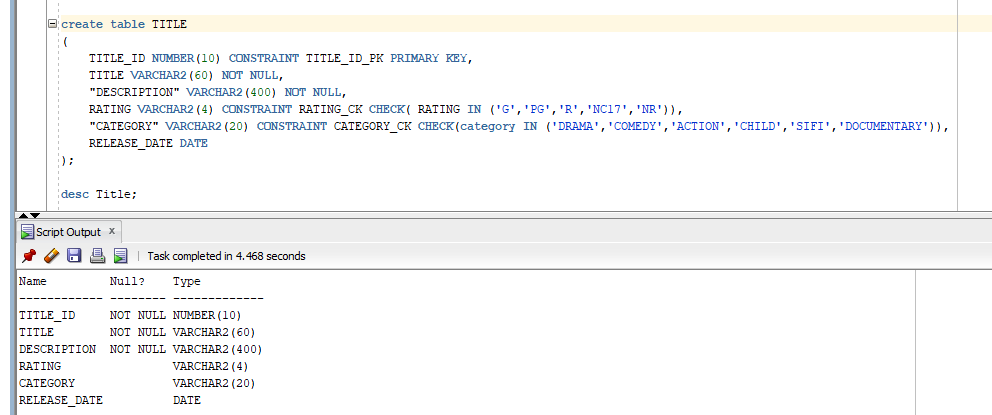 create table TITLE
(
TITLE_ID NUMBER(10) CONSTRAINT TITLE_ID_PK PRIMARY KEY,
TITLE VARCHAR2(60) NOT NULL,
"DESCRIPTION" VARCHAR2(400) NOT NULL,
RATING VARCHAR2(4) CONSTRAINT RATING_CK CHECK( RATING IN ('G','PG','R','NC17','NR')),
"CATEGORY" VARCHAR2(20) CONSTRAINT CATEGORY_CK CHECK(category IN ('DRAMA','COMEDY','ACTION','CHILD','SIFI','DOCUMENTARY')),
RELEASE_DATE DATE
);
desc Title;
Script Output x
Task completed in 4.468 seconds
Name Null? Type
------------ -------- -------------
TITLE_ID NOT NULL NUMBER(10)
TITLE NOT NULL VARCHAR2(60)
DESCRIPTION NOT NULL VARCHAR2(400)
RATING VARCHAR2(4)
CATEGORY VARCHAR2(20)
RELEASE_DATE DATE